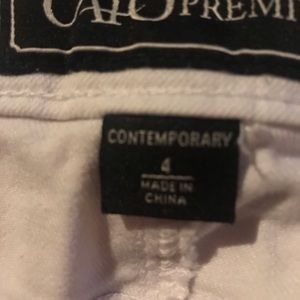 CATO PREMI
CONTEMPORARY
4
MADE IN
CHINA